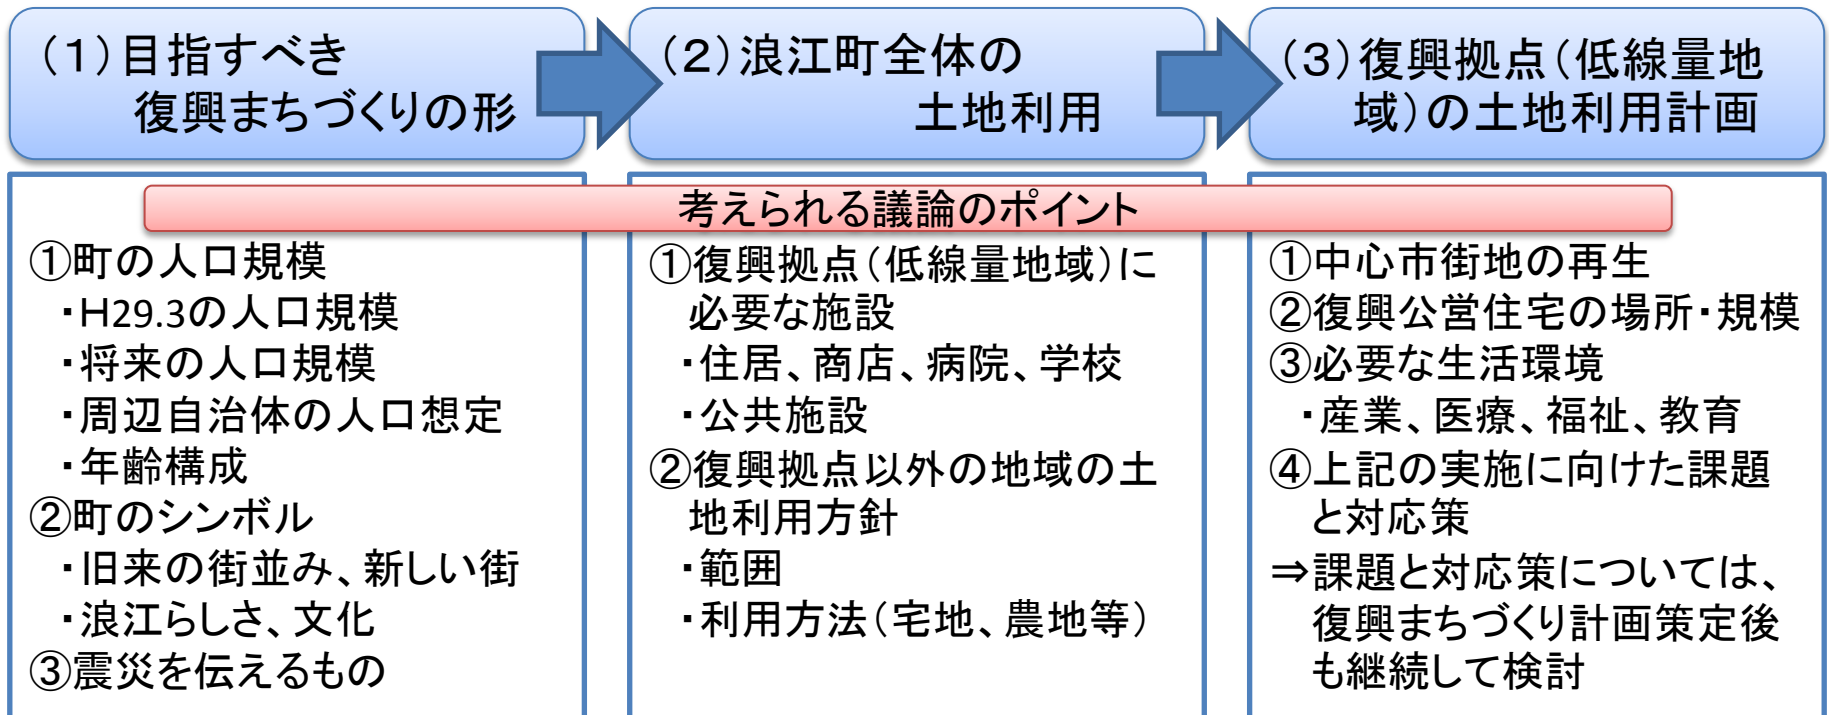 (1)目指すべき
復興まちづくりの形
(2)浪江町全体の
土地利用
(3)復興拠点(低線量地
域)の土地利用計画
考えられる議論のポイント
①町の人口規模
・H29.3の人口規模
・将来の人口規模
・周辺自治体の人口想定
・年齢構成
②町のシンボル
・旧来の街並み、新しい街
・浪江らしさ、文化
③震災を伝えるもの
①復興拠点(低線量地域)に
必要な施設
・住居、商店、病院、学校
・公共施設
②復興拠点以外の地域の土
地利用方針
・範囲
・利用方法(宅地、農地等)
①中心市街地の再生
②復興公営住宅の場所・規模
③必要な生活環境
・産業、医療、福祉、教育
④上記の実施に向けた課題
と対応策
⇒課題と対応策については、
復興まちづくり計画策定後
も継続して検討